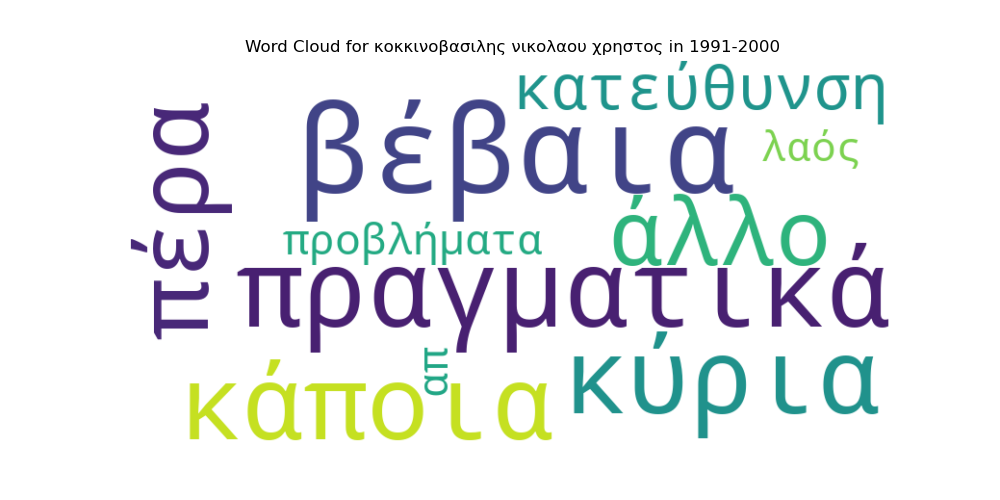 Word Cloud for κοκκινοβασιλης νικολαου χρηστος in 1991-2000
κατεύθυνση
βέβαια
λαός
πέρα
άλλο
προβλήματα
πραγματικά
απ
κύρια
κάποια